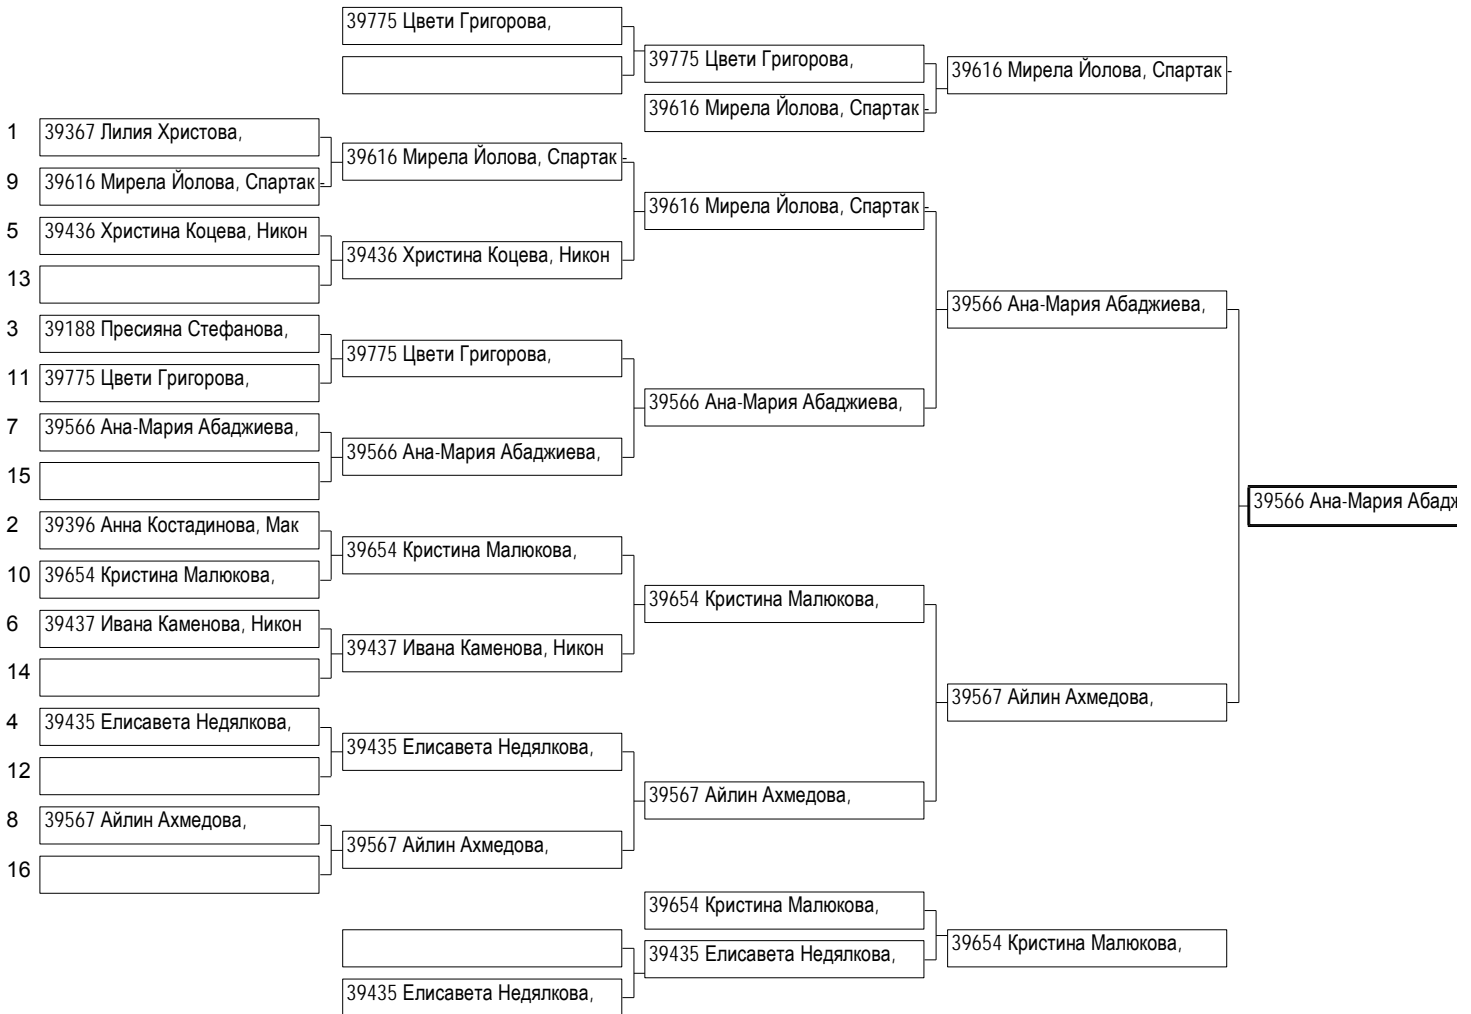 39775 Цвети Григорова,
39775 Цвети Григорова,
39616 Мирела Йолова, Спартак -
39616 Мирела Йолова, Спартак -
1 39367 Лилия Христова,
39616 Мирела Йолова, Спартак -
9 39616 Мирела Йолова, Спартак -
39616 Мирела Йолова, Спартак -
5 39436 Христина Коцева, Никон
39436 Христина Коцева, Никон
13
39566 Ана-Мария Абаджиева,
3 39188 Пресияна Стефанова,
39775 Цвети Григорова,
11 39775 Цвети Григорова,
39566 Ана-Мария Абаджиева,
7 39566 Ана-Мария Абаджиева,
39566 Ана-Мария Абаджиева,
15
39566 Ана-Мария Абадж
2 39396 Анна Костадинова, Мак
39654 Кристина Малюкова,
10 39654 Кристина Малюкова,
39654 Кристина Малюкова,
6 39437 Ивана Каменова, Никон
39437 Ивана Каменова, Никон
14
39567 Айлин Ахмедова,
4 39435 Елисавета Недялкова,
39435 Елисавета Недялкова,
12
39567 Айлин Ахмедова,
8 39567 Айлин Ахмедова,
39567 Айлин Ахмедова,
16
39654 Кристина Малюкова,
39654 Кристина Малюкова,
39435 Елисавета Недялкова,
39435 Елисавета Недялкова,